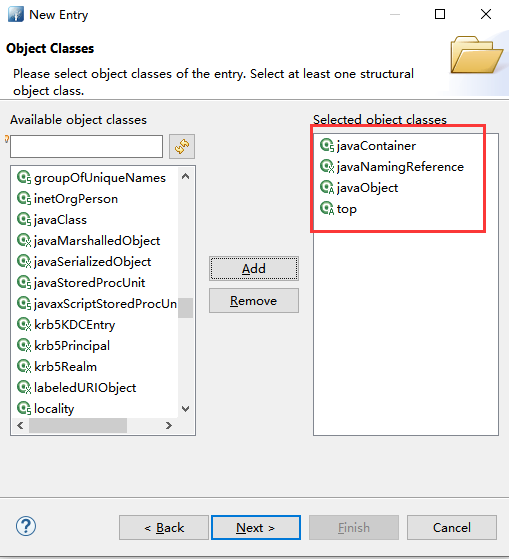 New Entry
Object Classes
Please select object classes of the entry. Select at least one structural
object class.
Available object classes
Selected object classes
groupOfUniqueNames
inetOrgPerson
javaClass
javaMarshalledObject
javaSerializedObject
javaStoredProcUnit
javaxScriptStoredProcUn
krb5KDCEntry
krb5Principal
krb5Realm
labeledURIObject
locality
Add
Remove
javaContainer
javaNamingReference
javaObject
top
< Back
Next >
Finish
Cancel